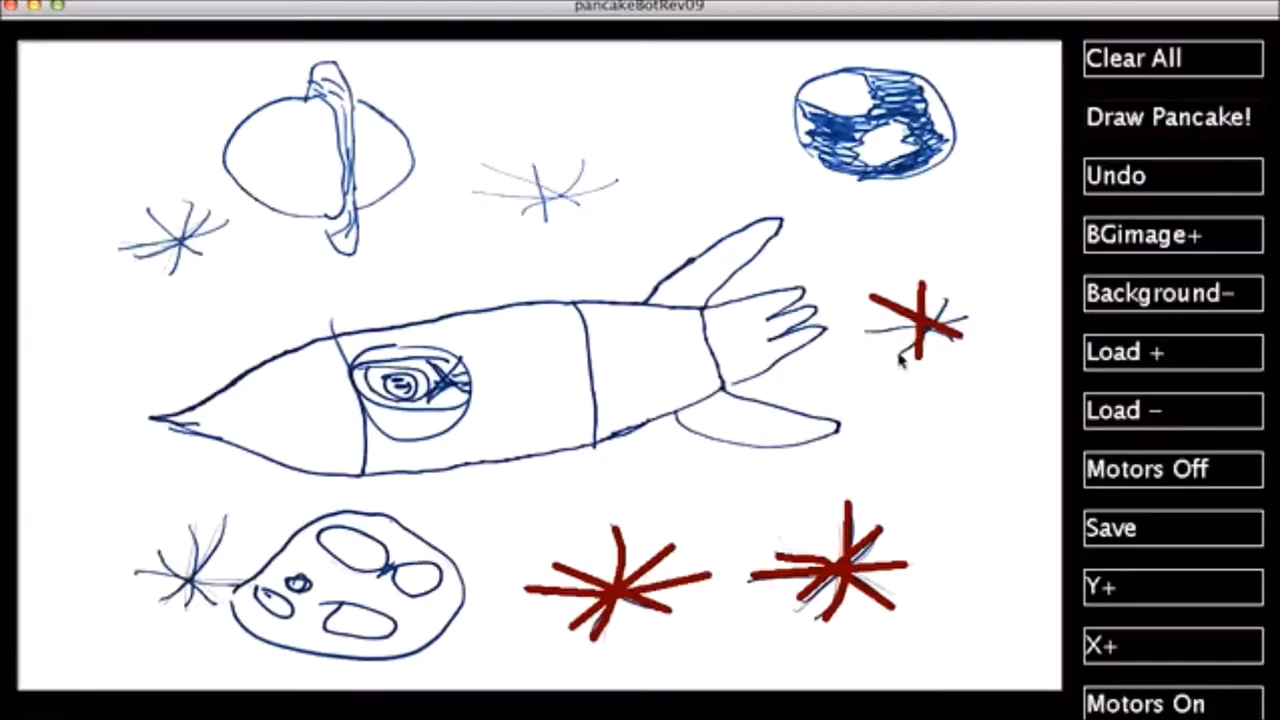 pancakeBotRev09
Clear All
Draw Pancake!
Undo
BGimage+
Background-
Load +
Load -
Motors Off
Save
Y+
X+
Motors On